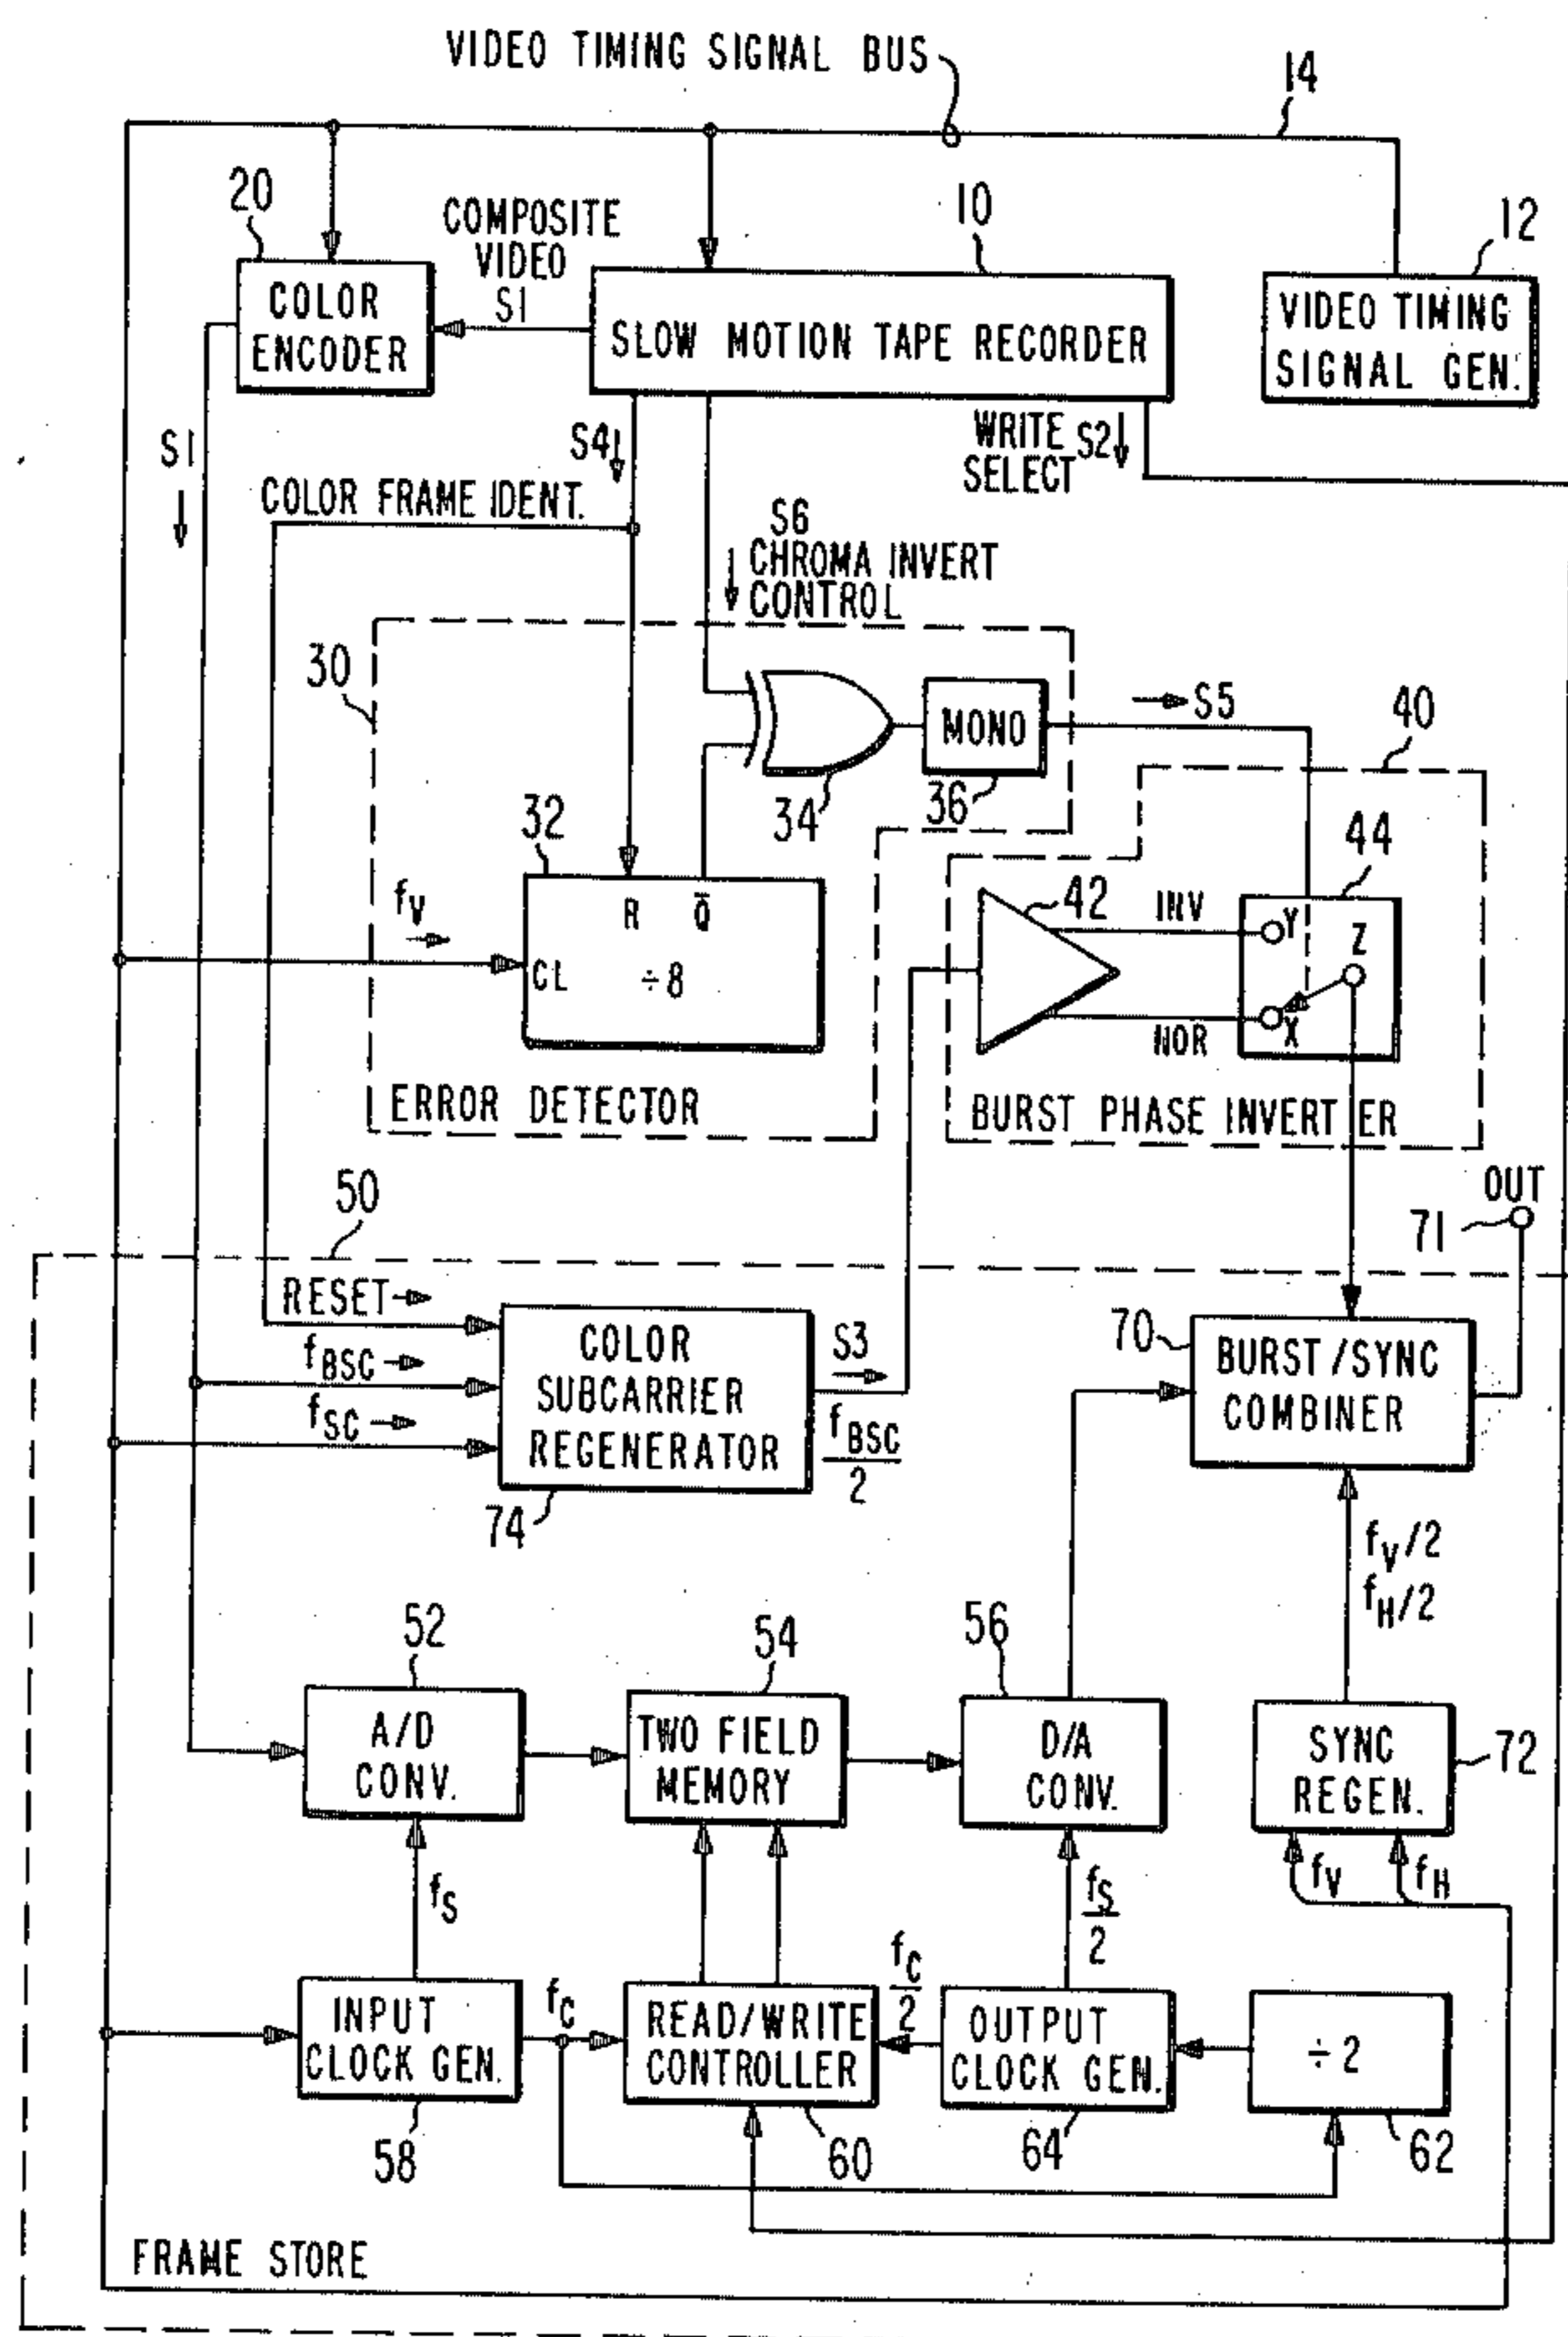 VIDEO TIMING SIGNAL BUS
14
20
COMPOSITE
VIDEO
S1
10
12
COLOR
ENCODER
SLOW MOTION TAPE RECORDER
VIDEO TIMING
SIGNAL GEN.
S1
S4
WRITE
SELECT
S2
COLOR FRAME IDENT.
S6
CHROMA INVERT
CONTROL
30
MONO
S5
40
34
36
32
44
fV
R
Q̄
42
INV
Y
Z
CL
÷8
NOR
X
ERROR DETECTOR
BURST PHASE INVERTER
50
OUT
71
RESET
70
COLOR
SUBCARRIER
REGENERATOR
S3
BURST/SYNC
COMBINER
fBSC
fSC
fBSC
2
74
fV/2
fH/2
52
54
56
A/D
CONV.
TWO FIELD
MEMORY
D/A
CONV.
SYNC
REGEN.
72
fS
fS
2
fV
fH
INPUT
CLOCK GEN.
fC
READ/WRITE
CONTROLLER
fC
2
OUTPUT
CLOCK GEN.
÷2
58
60
64
62
FRAME STORE